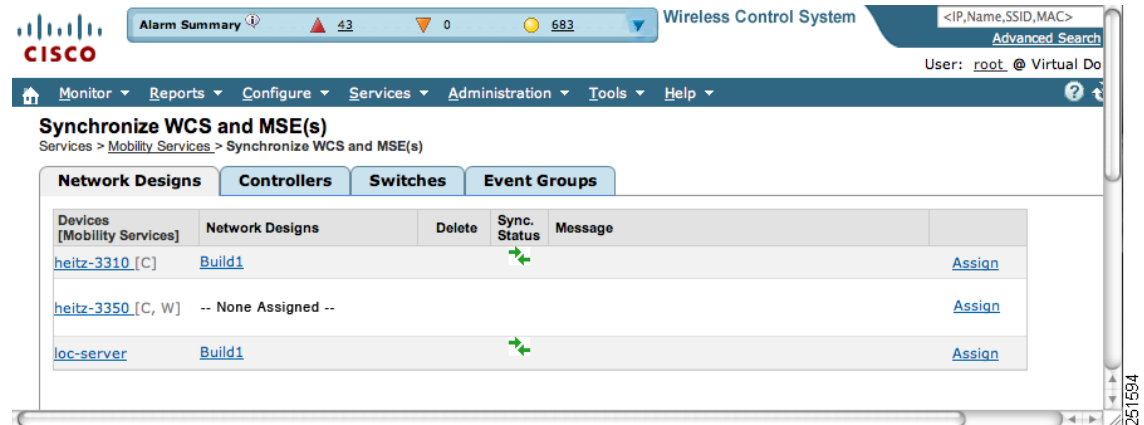 Alarm Summary 43 0 683
Wireless Control System
<IP,Name,SSID,MAC>
Advanced Search
CISCO
User: root @ Virtual Do
Monitor Reports Configure Services Administration Tools Help ?
Synchronize WCS and MSE(s)
Services > Mobility Services > Synchronize WCS and MSE(s)
Network Designs Controllers Switches Event Groups
Devices [Mobility Services] Network Designs Delete Sync. Status Message
heitz-3310 [C] Build1 Assign
heitz-3350 [C, W] -- None Assigned -- Assign
loc-server Build1 Assign
251594